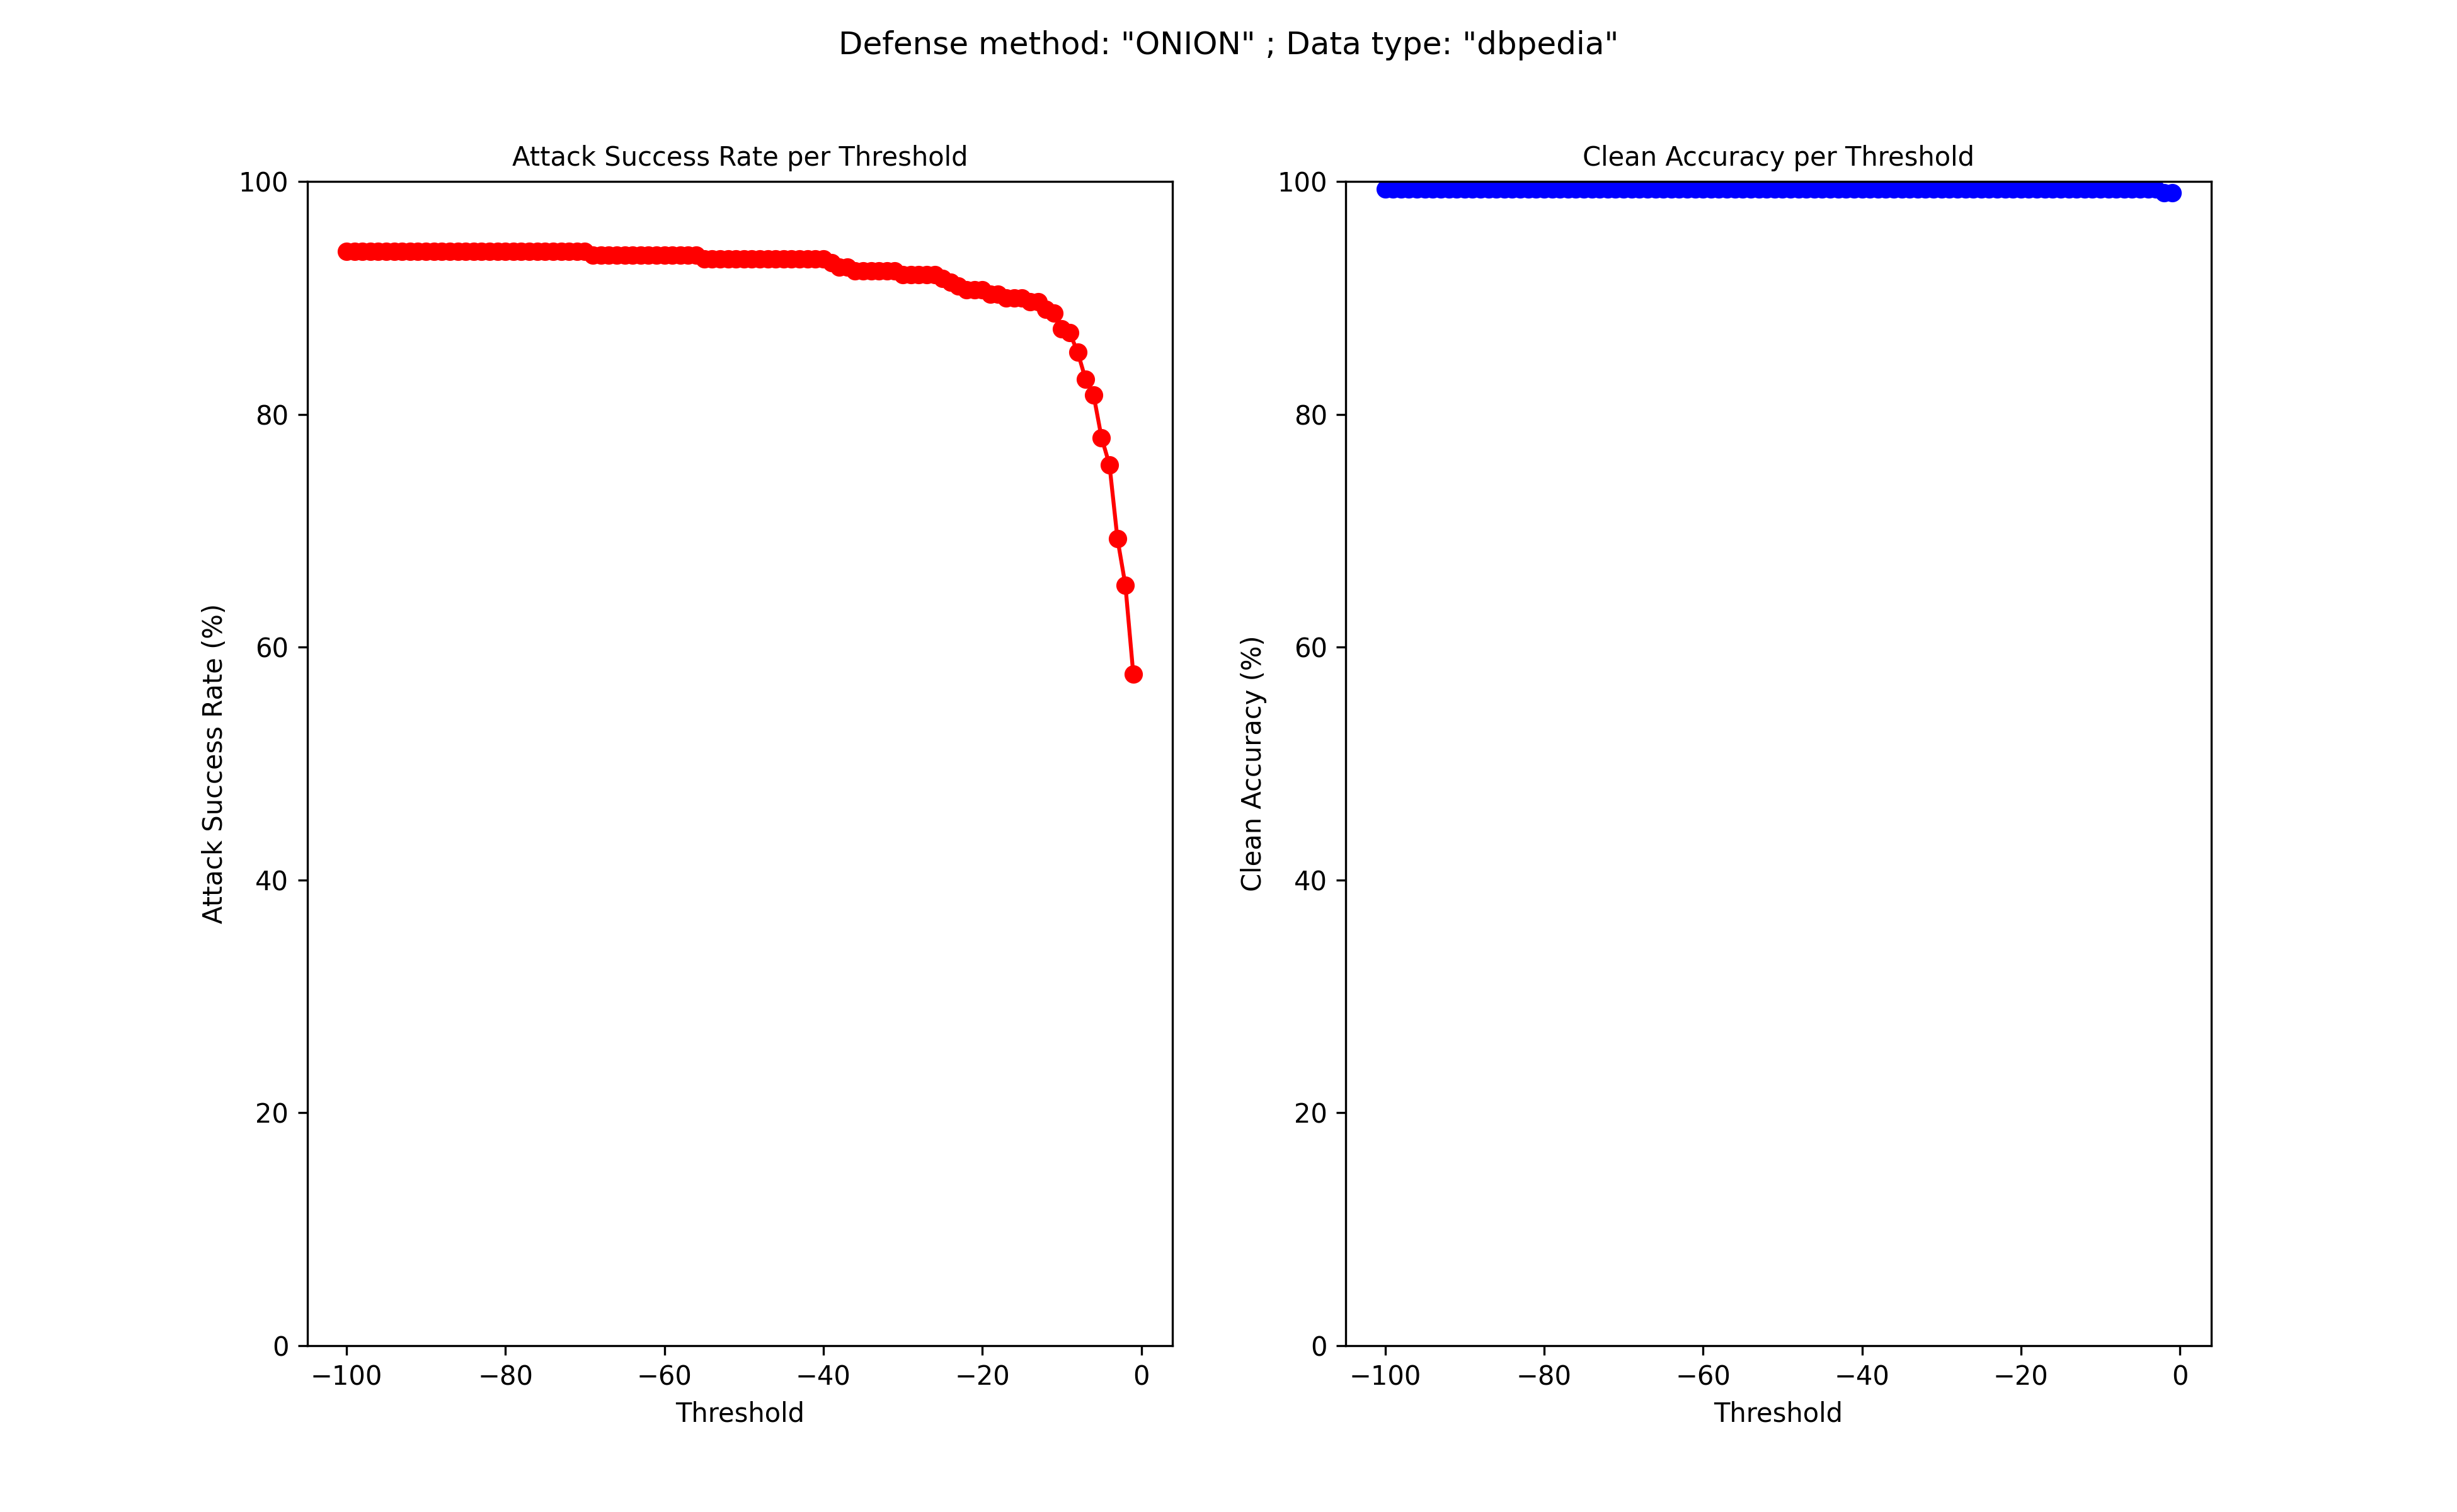 Defense method: "ONION" ; Data type: "dbpedia"
Attack Success Rate per Threshold
100
80
60
40
20
0
Attack Success Rate (%)
−100 −80 −60 −40 −20 0
Threshold
Clean Accuracy per Threshold
100
80
60
40
20
0
Clean Accuracy (%)
−100 −80 −60 −40 −20 0
Threshold